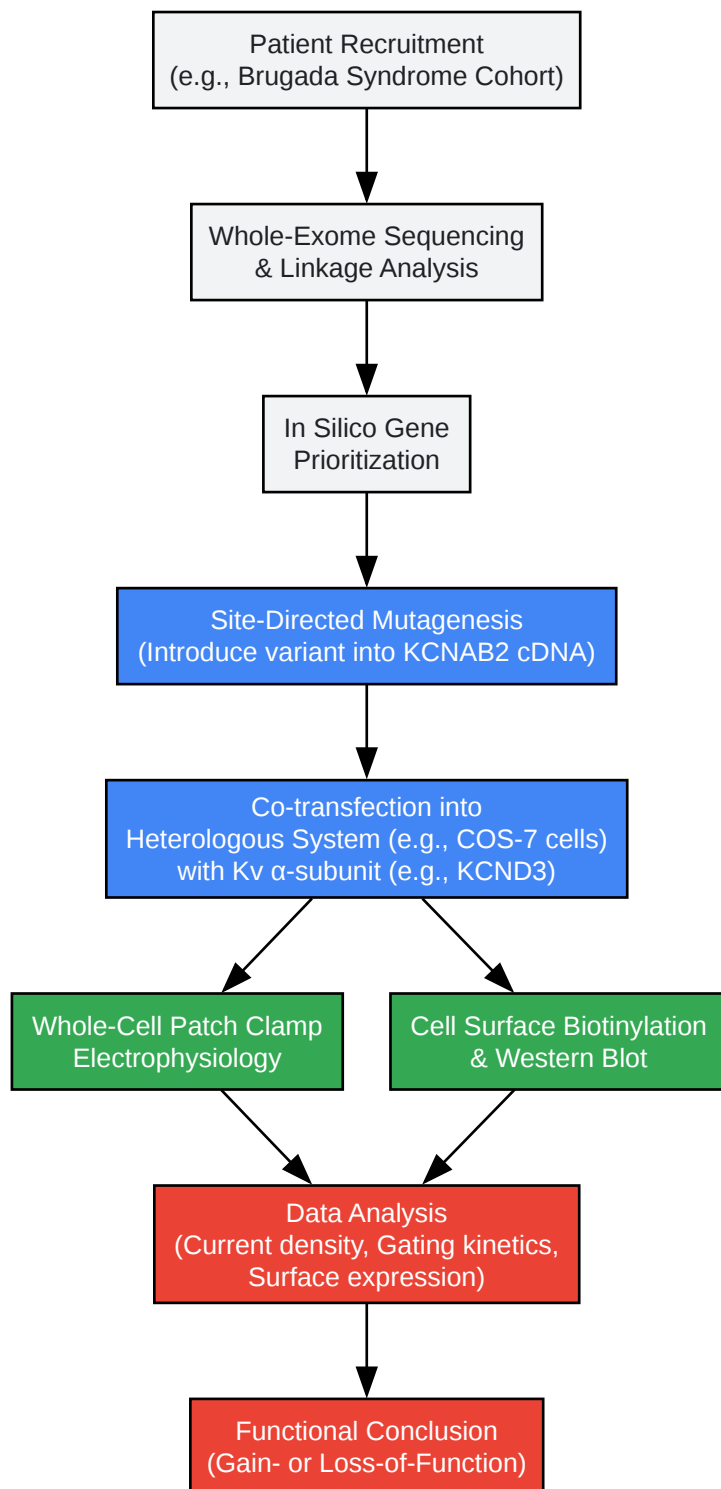 Patient Recruitment
(e.g., Brugada Syndrome Cohort)
Whole-Exome Sequencing
& Linkage Analysis
In Silico Gene
Prioritization
Site-Directed Mutagenesis
(Introduce variant into KCNAB2 cDNA)
Co-transfection into
Heterologous System (e.g., COS-7 cells)
with Kv α-subunit (e.g., KCND3)
Whole-Cell Patch Clamp
Electrophysiology
Cell Surface Biotinylation
& Western Blot
Data Analysis
(Current density, Gating kinetics,
Surface expression)
Functional Conclusion
(Gain- or Loss-of-Function)